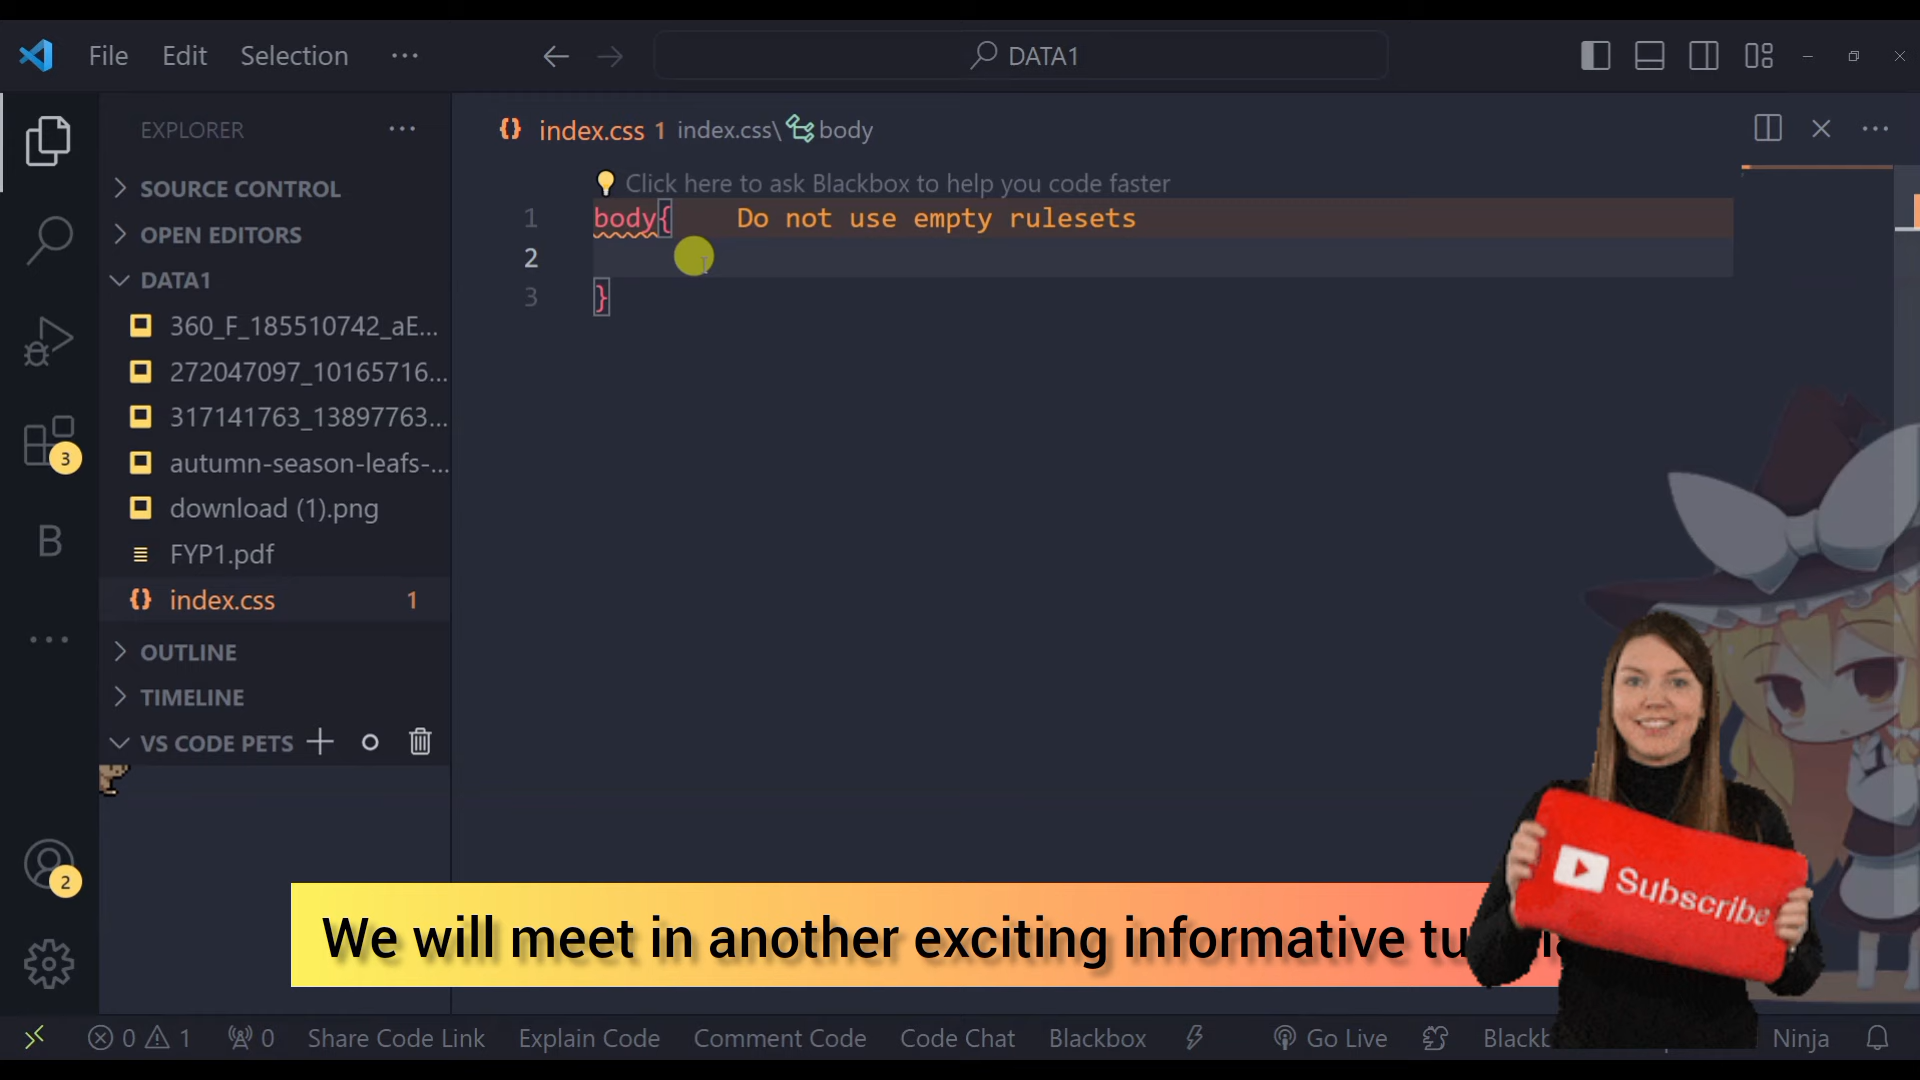 File Edit Selection ···
DATA1
EXPLORER ···
SOURCE CONTROL
OPEN EDITORS
DATA1
360_F_185510742_aE...
272047097_10165716...
317141763_13897763...
autumn-season-leafs-...
download (1).png
FYP1.pdf
{} index.css 1
OUTLINE
TIMELINE
VS CODE PETS
3
B
2
{} index.css 1 index.css\ body
Click here to ask Blackbox to help you code faster
1 body{ Do not use empty rulesets
2
3 }
We will meet in another exciting informative
Subscribe
0 1 0 Share Code Link Explain Code Comment Code Code Chat Blackbox Go Live Ninja